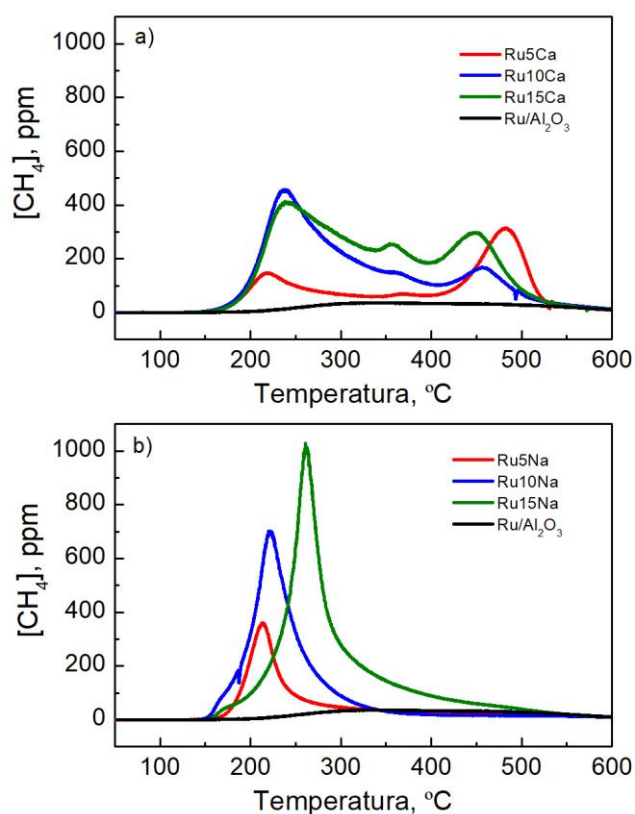 a)
Ru5Ca
Ru10Ca
Ru15Ca
Ru/Al₂O₃
[CH₄], ppm
1000
800
600
400
200
0
100 200 300 400 500 600
Temperatura, ºC
b)
Ru5Na
Ru10Na
Ru15Na
Ru/Al₂O₃
[CH₄], ppm
1000
800
600
400
200
0
100 200 300 400 500 600
Temperatura, ºC